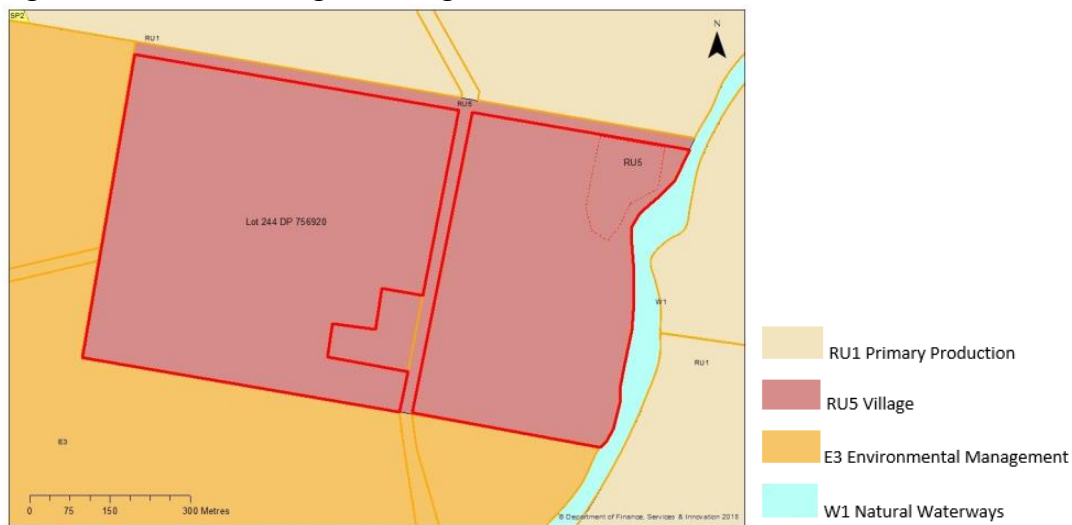 SP2
RU1
N
RU5
RU5
Lot 244 DP 756920
W1
RU1
E3
0 75 150 300 Metres
© Department of Finance, Services & Innovation 2018
RU1 Primary Production
RU5 Village
E3 Environmental Management
W1 Natural Waterways